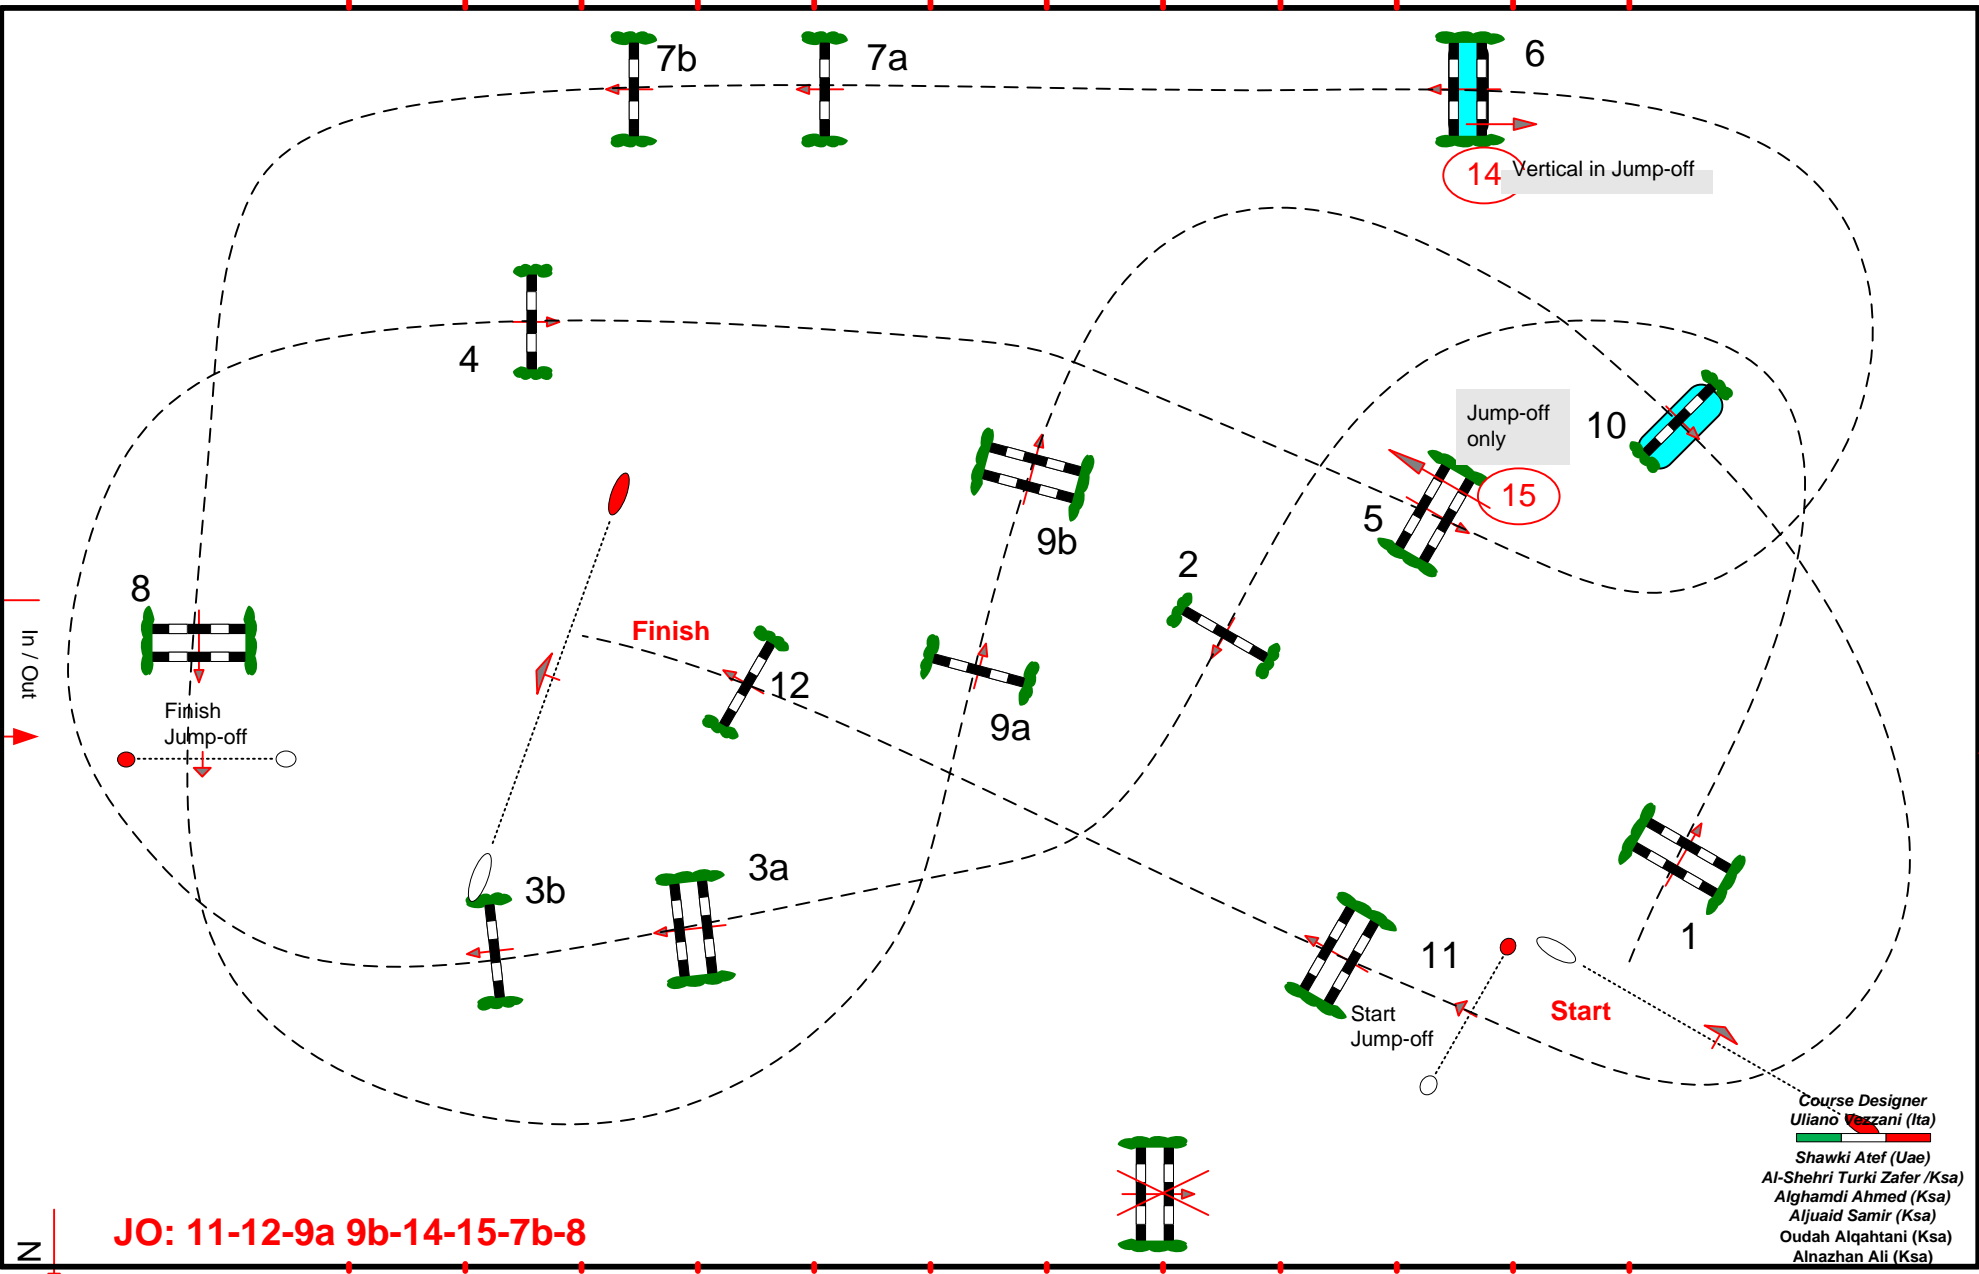 7b
7a
6
14
Vertical in Jump-off
4
Jump-off
only
10
15
5
9b
2
8
In / Out
Finish
12
9a
Finish
Jump-off
3a
3b
1
11
Start
Start
Jump-off
Course Designer
Uliano Vezzani (Ita)
Shawki Atef (Uae)
Al-Shehri Turki Zafer /Ksa)
Alghamdi Ahmed (Ksa)
Aljuaid Samir (Ksa)
Oudah Alqahtani (Ksa)
Alnazhan Ali (Ksa)
JO: 11-12-9a 9b-14-15-7b-8
N